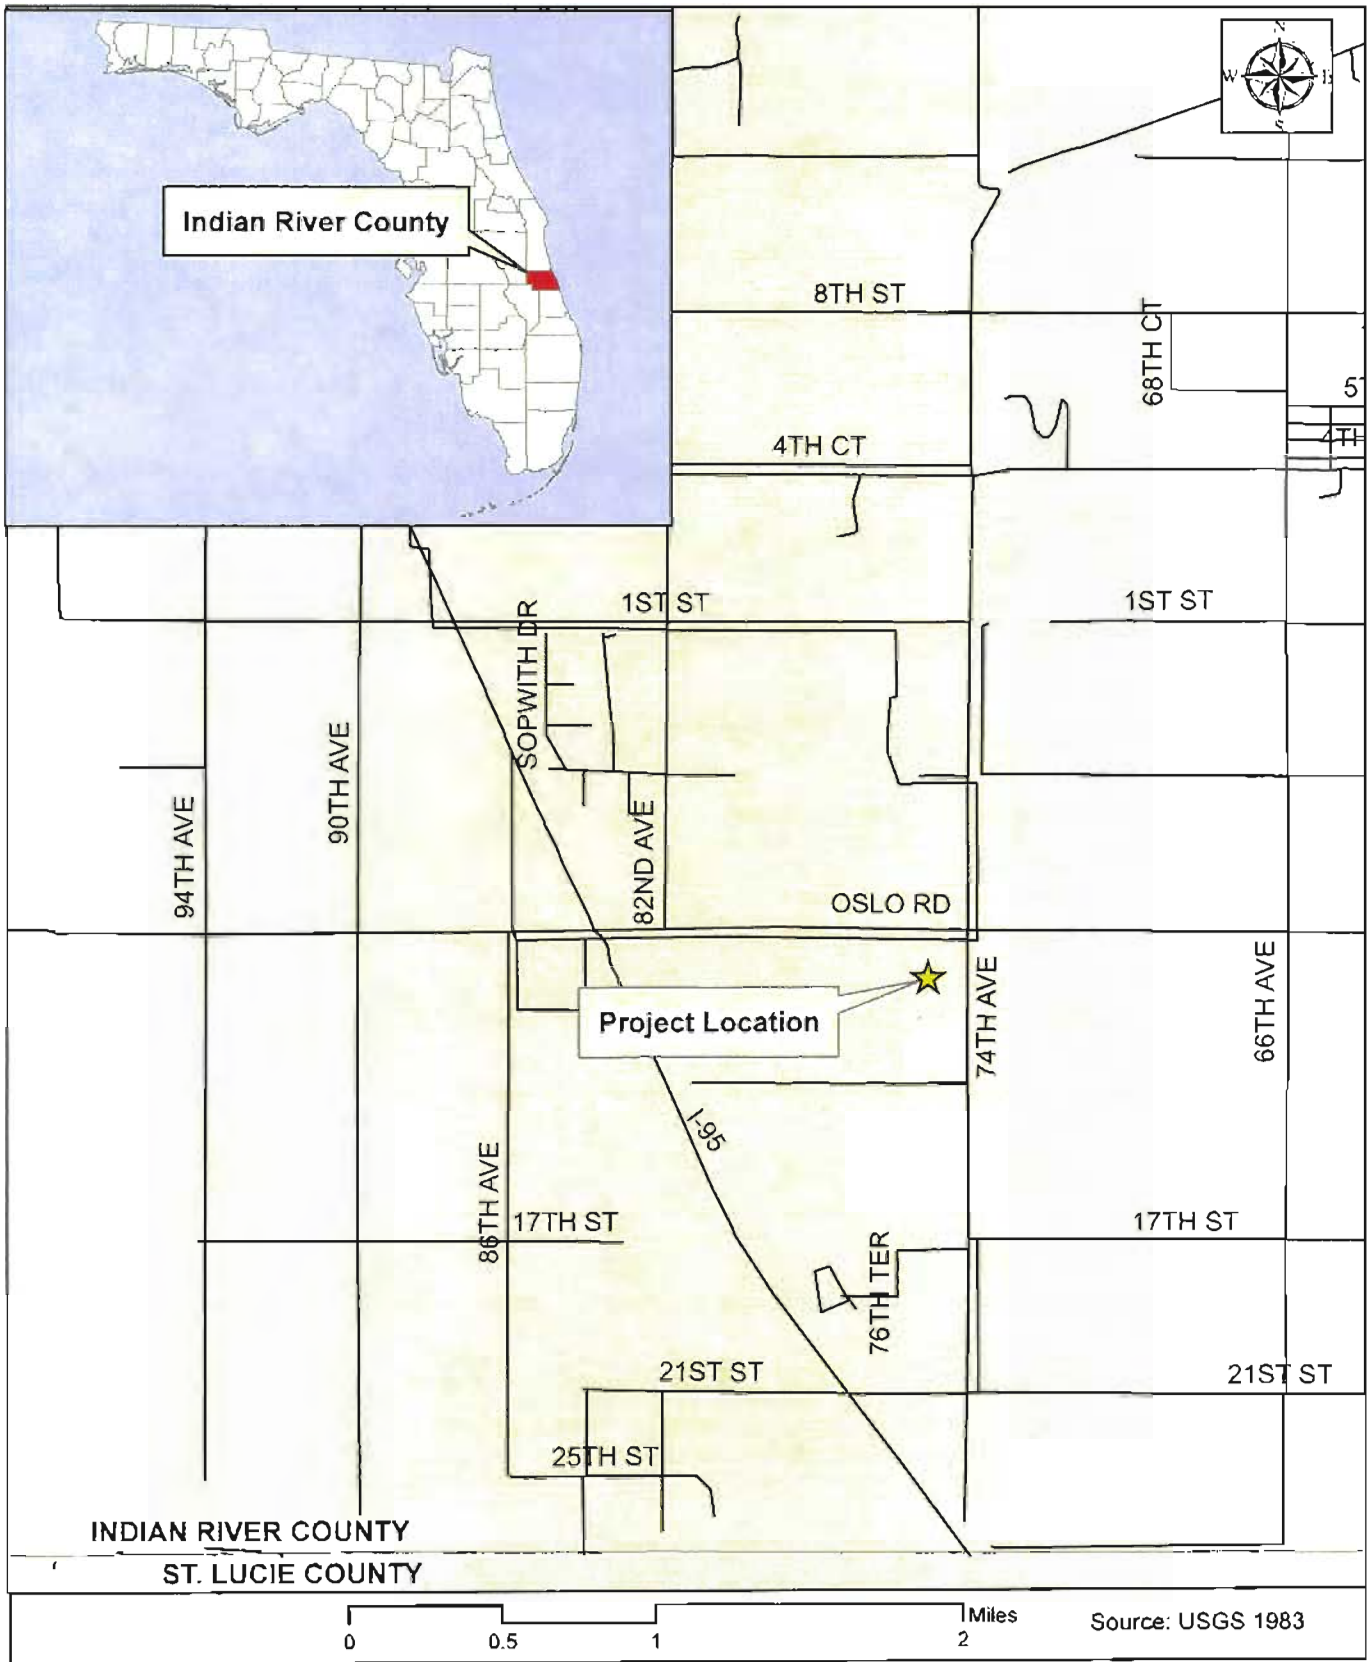 N
W
E
S
Indian River County
8TH ST
68TH CT
4TH CT
1ST ST
1ST ST
SOPWITH DR
90TH AVE
94TH AVE
82ND AVE
OSLO RD
74TH AVE
66TH AVE
Project Location
I-95
86TH AVE
17TH ST
17TH ST
76TH TER
21ST ST
21ST ST
25TH ST
INDIAN RIVER COUNTY
ST. LUCIE COUNTY
0 0.5 1 2 Miles
Source: USGS 1983